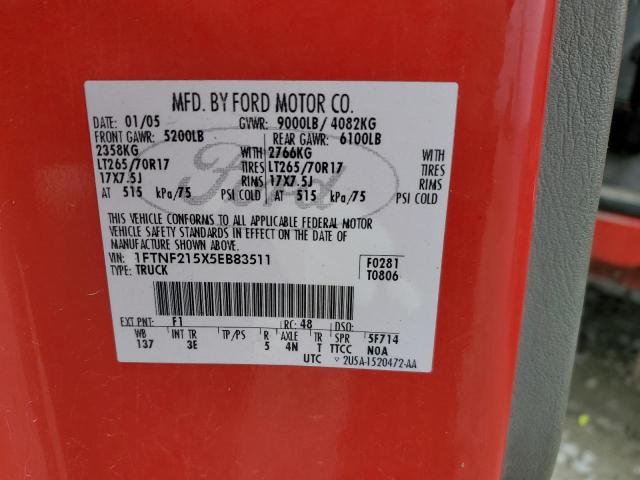 MFD. BY FORD MOTOR CO.
DATE: 01/05 GVWR: 9000LB/ 4082KG
FRONT GAWR: 5200LB REAR GAWR: 6100LB
2358KG WITH 2766KG WITH
LT265/70R17 TIRES LT265/70R17 TIRES
17X7.5J RIMS 17X7.5J RIMS
AT 515 kPa/75 PSI COLD AT 515 kPa/75 PSI COLD
Ford
THIS VEHICLE CONFORMS TO ALL APPLICABLE FEDERAL MOTOR
VEHICLE SAFETY STANDARDS IN EFFECT ON THE DATE OF
MANUFACTURE SHOWN ABOVE.
VIN: 1FTNF215X5EB83511 F0281
TYPE: TRUCK T0806
EXT PNT: F1 RC: 48 DSO:
WB INT TR TP/PS R AXLE TR SPR 5F714
137 3E 5 4N T TTCC N0A
UTC ▽ 2U5A-1520472-AA